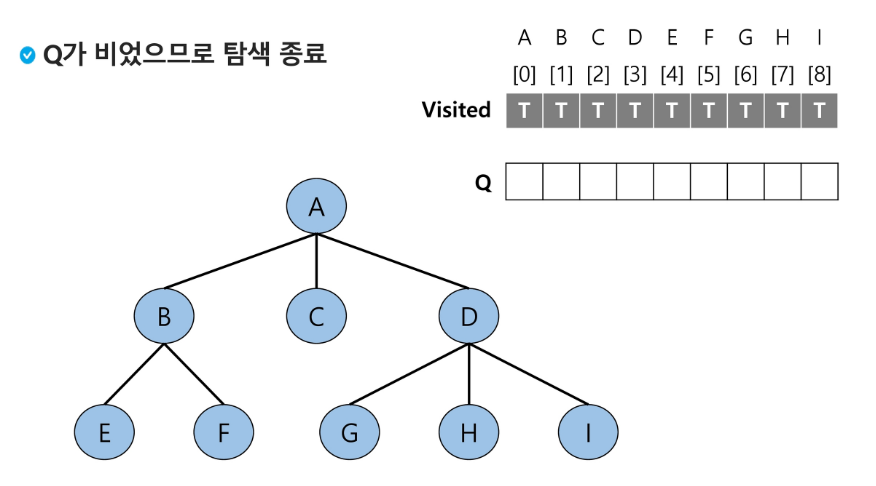 Q가 비었으므로 탐색 종료
A B C D E F G H I
[0] [1] [2] [3] [4] [5] [6] [7] [8]
Visited T T T T T T T T T
Q
A
B C D
E F G H I